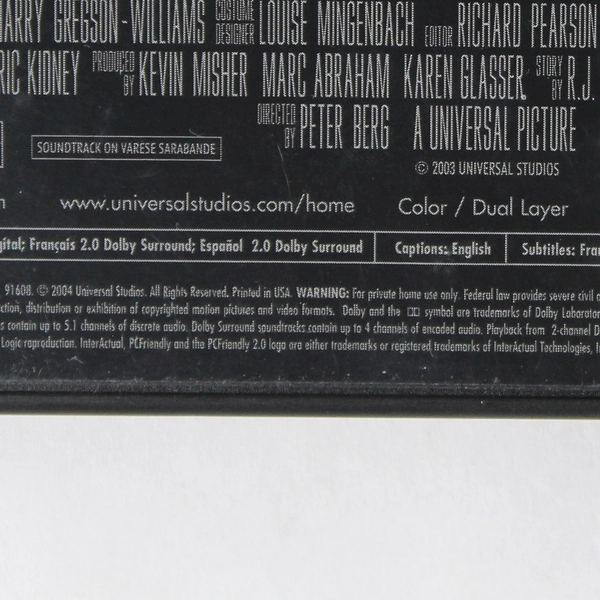 HARRY GREGSON-WILLIAMS COSTUME DESIGNER LOUISE MINGENBACH EDITOR RICHARD PEARSON
RIC KIDNEY PRODUCED BY KEVIN MISHER MARC ABRAHAM KAREN GLASSER STORY BY R.J.
DIRECTED BY PETER BERG A UNIVERSAL PICTURE
SOUNDTRACK ON VARESE SARABANDE
© 2003 UNIVERSAL STUDIOS
www.universalstudios.com/home Color / Dual Layer
gital; Français 2.0 Dolby Surround; Español 2.0 Dolby Surround Captions: English Subtitles: Fran
91608. © 2004 Universal Studios. All Rights Reserved. Printed in USA. WARNING: For private home use only. Federal law provides severe civil a
ction, distribution or exhibition of copyrighted motion pictures and video formats. Dolby and the symbol are trademarks of Dolby Laborator
s contain up to 5.1 channels of discrete audio. Dolby Surround soundtracks contain up to 4 channels of encoded audio. Playback from 2-channel D
Logic reproduction. InterActual, PCFriendly and the PCFriendly 2.0 logo are either trademarks or registered trademarks of InterActual Technologies, In